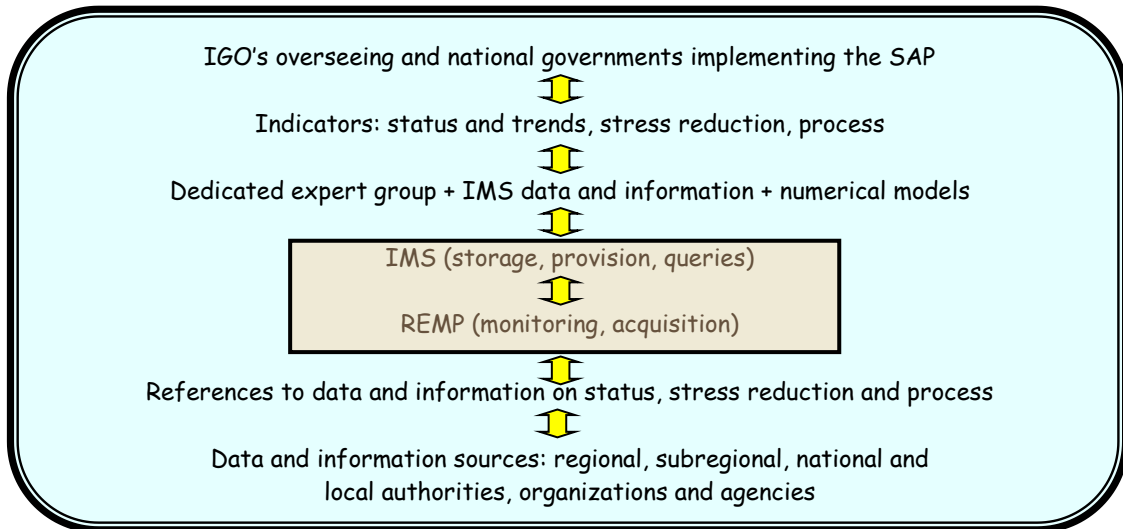 IGO's overseeing and national governments implementing the SAP
Indicators: status and trends, stress reduction, process
Dedicated expert group + IMS data and information + numerical models
IMS (storage, provision, queries)
REMP (monitoring, acquisition)
References to data and information on status, stress reduction and process
Data and information sources: regional, subregional, national and
local authorities, organizations and agencies